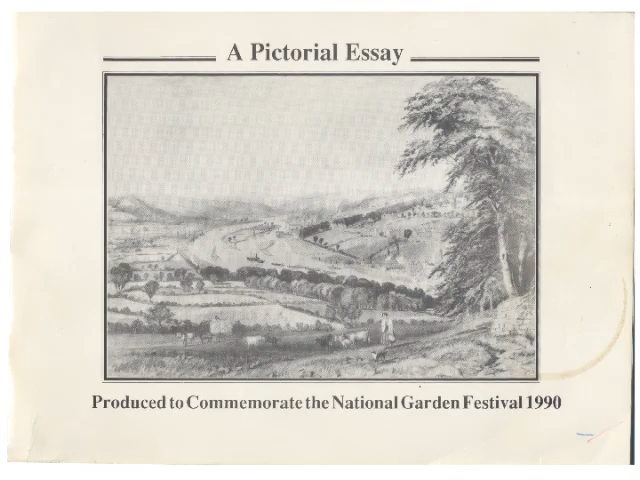 A Pictorial Essay
Produced to Commemorate the National Garden Festival 1990